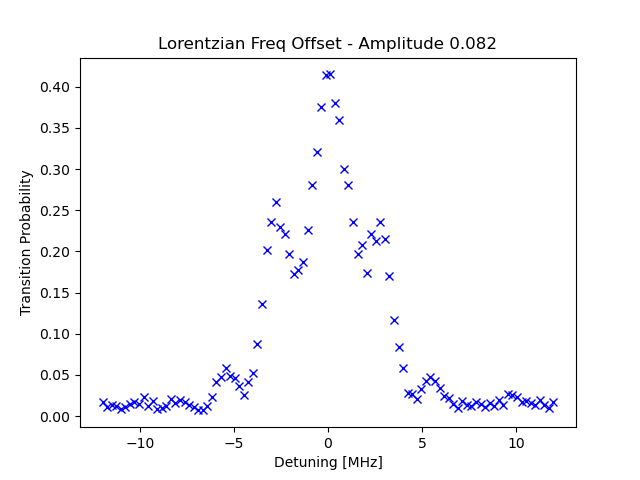 Lorentzian Freq Offset - Amplitude 0.082
Transition Probability
0.40
0.35
0.30
0.25
0.20
0.15
0.10
0.05
0.00
−10 −5 0 5 10
Detuning [MHz]